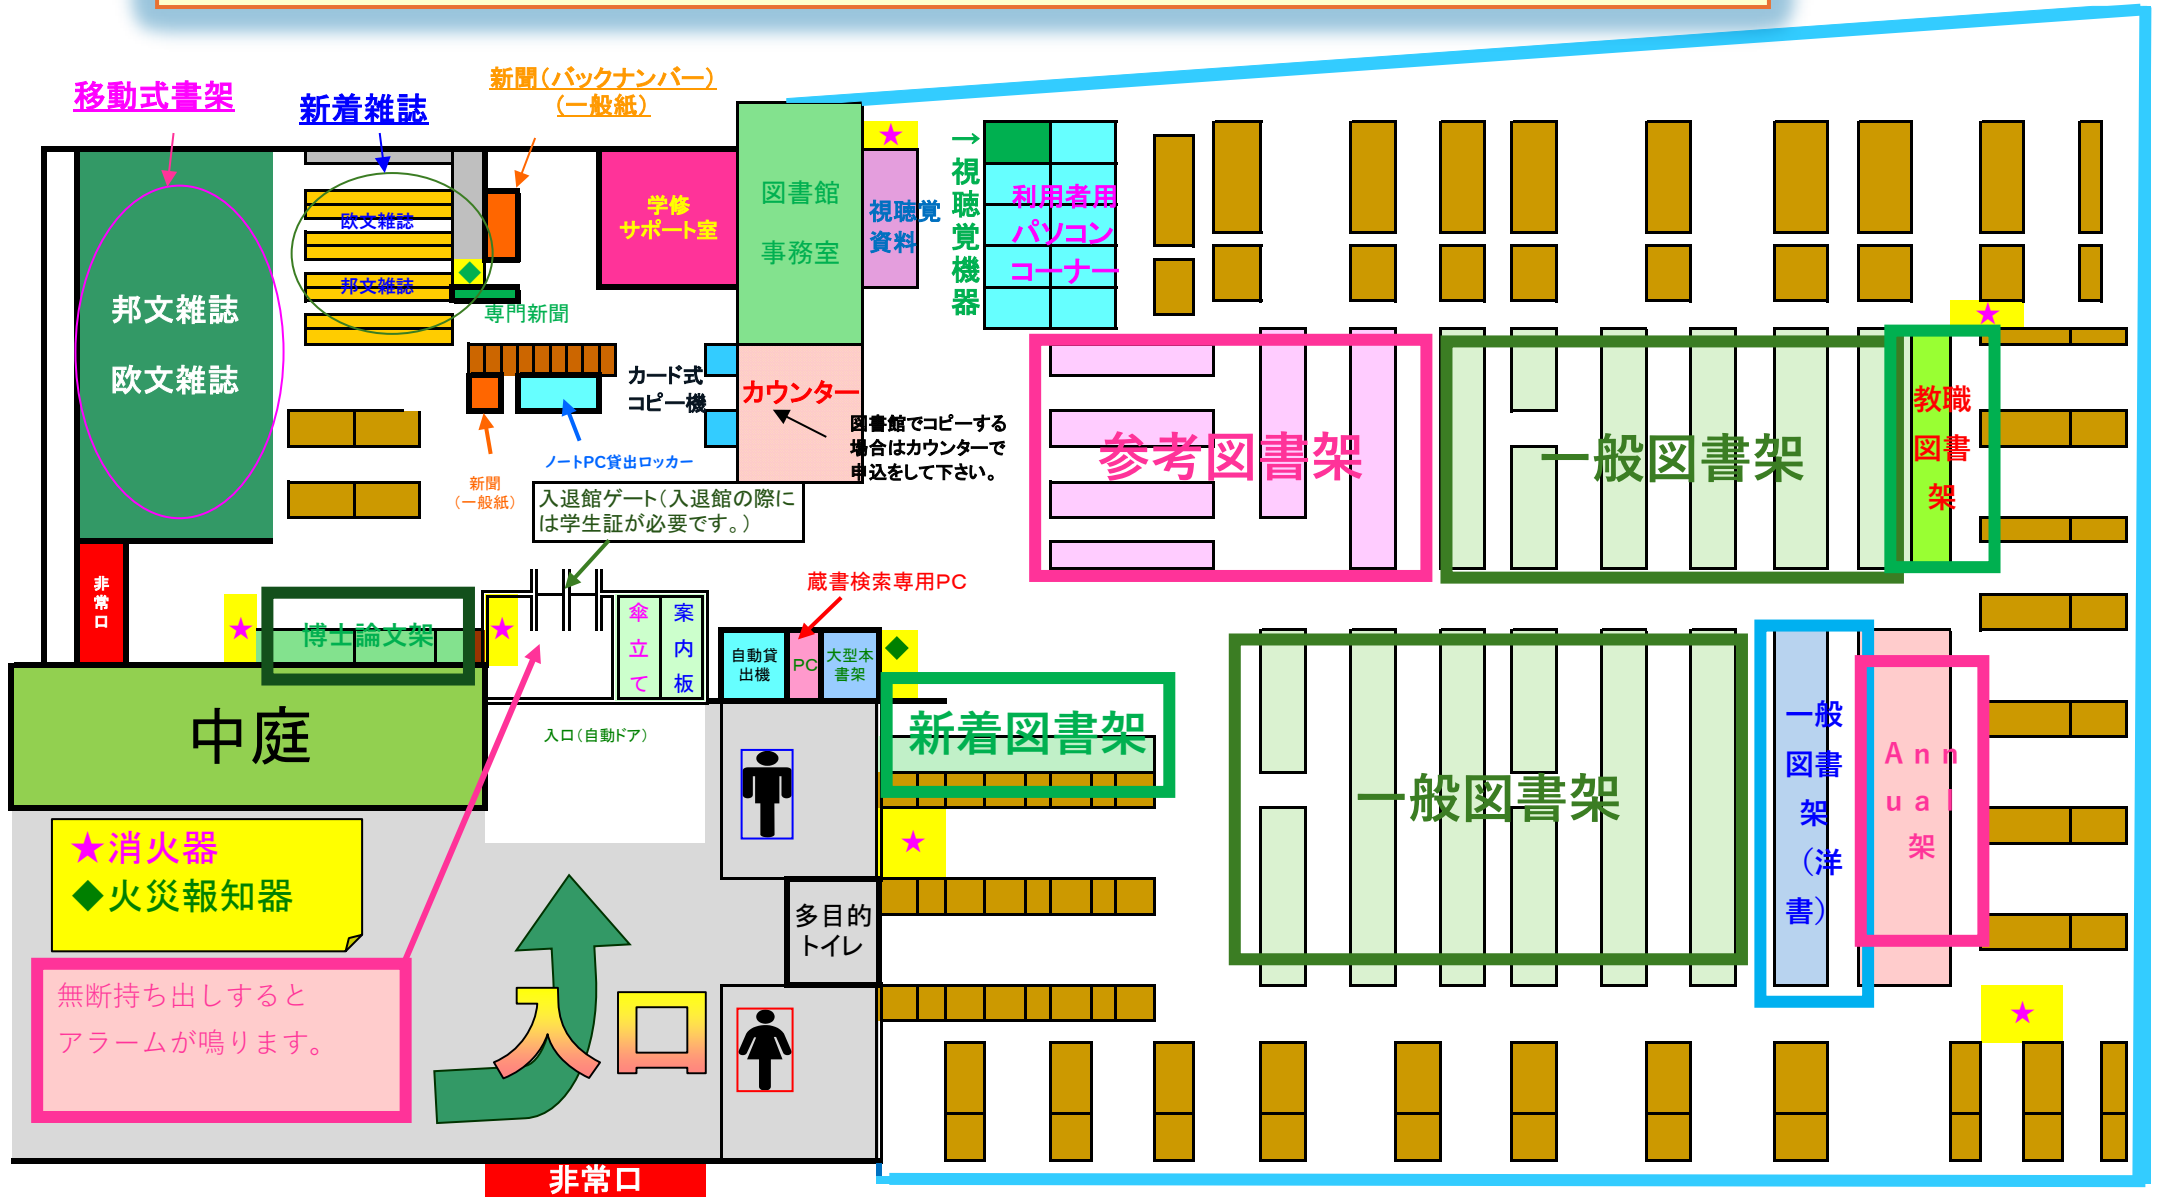 移動式書架
新着雑誌
新聞(バックナンバー)
(一般紙)
邦文雑誌
欧文雑誌
欧文雑誌
邦文雑誌
専門新聞
学修
サポート室
図書館
事務室
視聴覚
資料
→視聴覚機器
利用者用
パソコン
コーナー
カード式
コピー機
カウンター
図書館でコピーする
場合はカウンターで
申込をして下さい。
新聞
(一般紙)
ノートPC貸出ロッカー
入退館ゲート(入退館の際に
は学生証が必要です。)
参考図書架
一般図書架
教職
図書
架
非常口
博士論文架
傘立て
案内板
蔵書検索専用PC
自動貸
出機
PC
大型本
書架
中庭
入口(自動ドア)
新着図書架
一般図書架
一般
図書
架
(洋
書)
Ann
ual
架
★消火器
◆火災報知器
多目的
トイレ
無断持ち出しすると
アラームが鳴ります。
入口
非常口